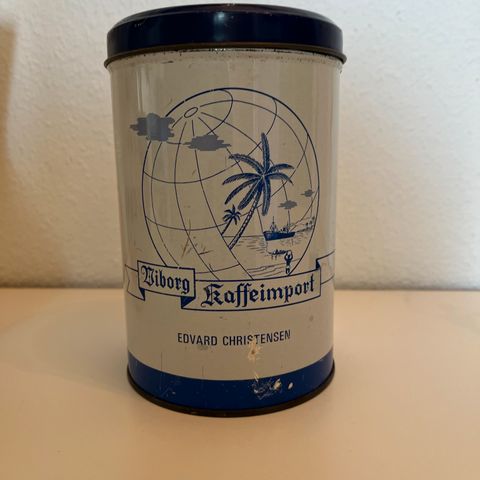 Viborg Kaffeimport
EDVARD CHRISTENSEN